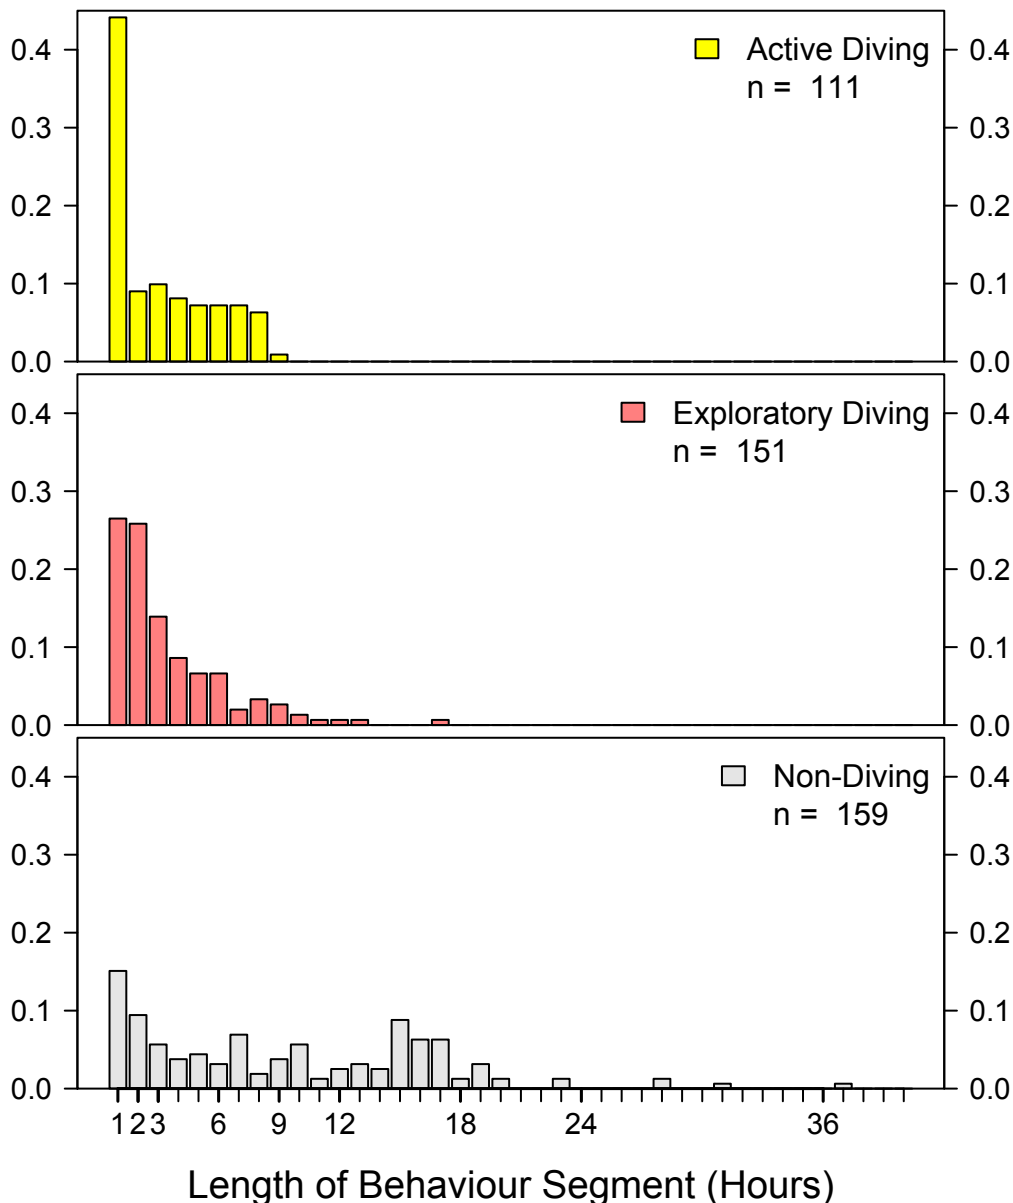 0.4 0.4
Active Diving
n = 111
0.3 0.3
0.2 0.2
0.1 0.1
0.0 0.0
0.4 0.4
Exploratory Diving
n = 151
0.3 0.3
0.2 0.2
0.1 0.1
0.0 0.0
0.4 0.4
Non-Diving
n = 159
0.3 0.3
0.2 0.2
0.1 0.1
0.0 0.0
1 2 3 6 9 12 18 24 36
Length of Behaviour Segment (Hours)